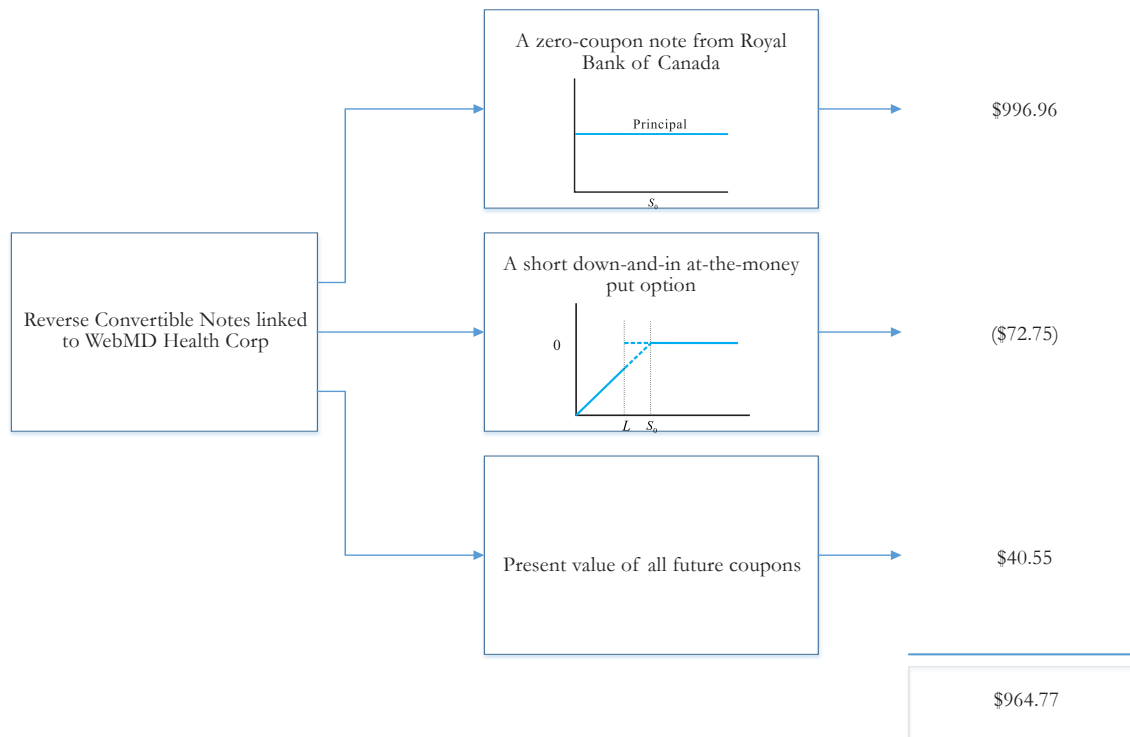 A zero-coupon note from Royal
Bank of Canada
Principal
S₀
$996.96
Reverse Convertible Notes linked
to WebMD Health Corp
A short down-and-in at-the-money
put option
0
L S₀
($72.75)
Present value of all future coupons
$40.55
$964.77